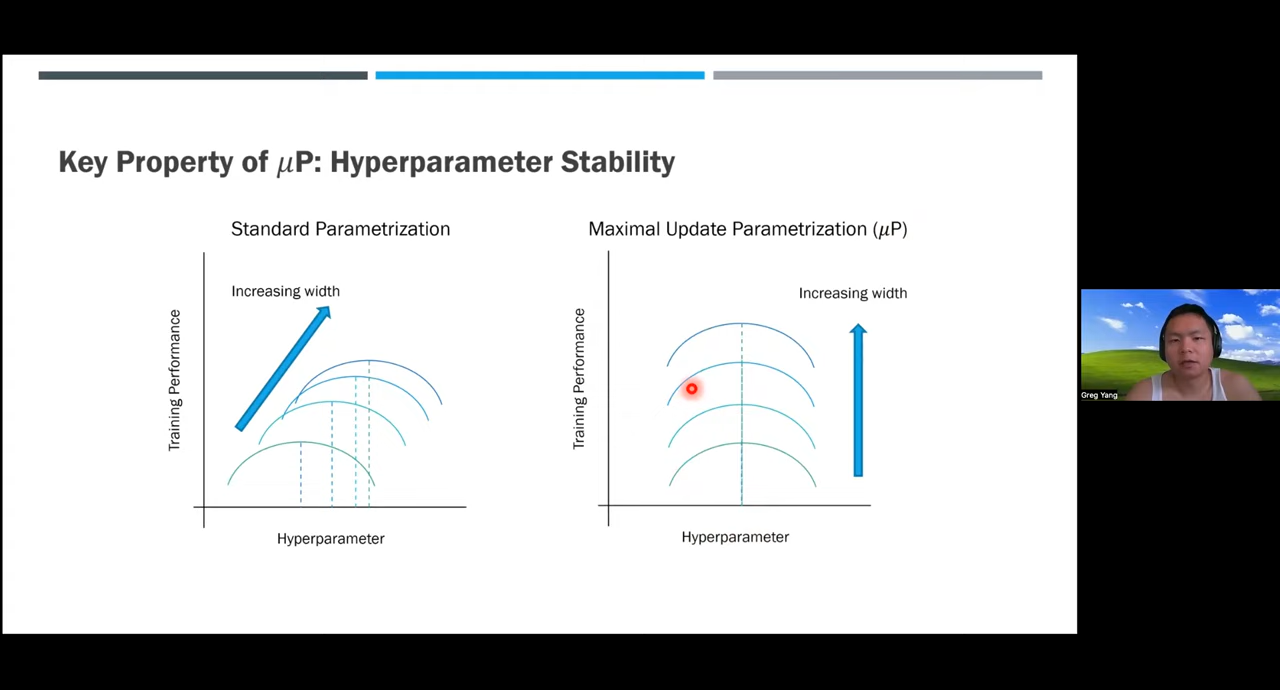 Key Property of μP: Hyperparameter Stability
Standard Parametrization
Increasing width
Training Performance
Hyperparameter
Maximal Update Parametrization (μP)
Increasing width
Training Performance
Hyperparameter
Greg Yang